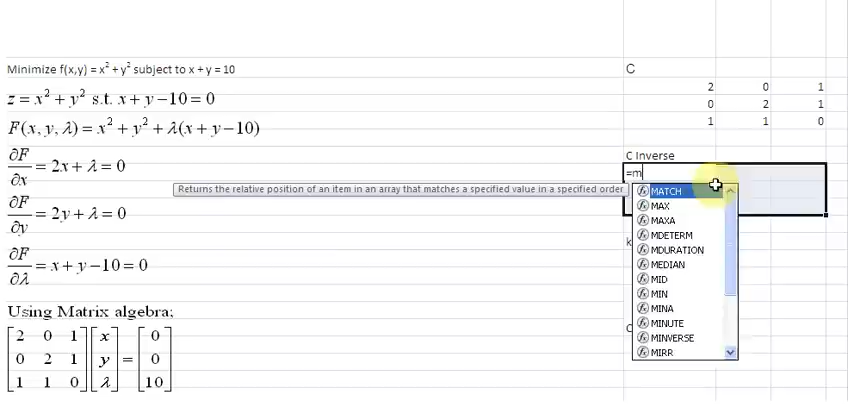 Minimize f(x,y) = x² + y² subject to x + y = 10
z = x² + y² s.t. x + y − 10 = 0
F(x, y, λ) = x² + y² + λ(x + y − 10)
∂F/∂x = 2x + λ = 0
∂F/∂y = 2y + λ = 0
∂F/∂λ = x + y − 10 = 0
Using Matrix algebra;
[2 0 1] [x] [0]
[0 2 1] [y] = [0]
[1 1 0] [λ] [10]
C
2 0 1
0 2 1
1 1 0
C Inverse
=m
Returns the relative position of an item in an array that matches a specified value in a specified order
MATCH
MAX
MAXA
MDETERM
MDURATION
MEDIAN
MID
MIN
MINA
MINUTE
MINVERSE
MIRR
k